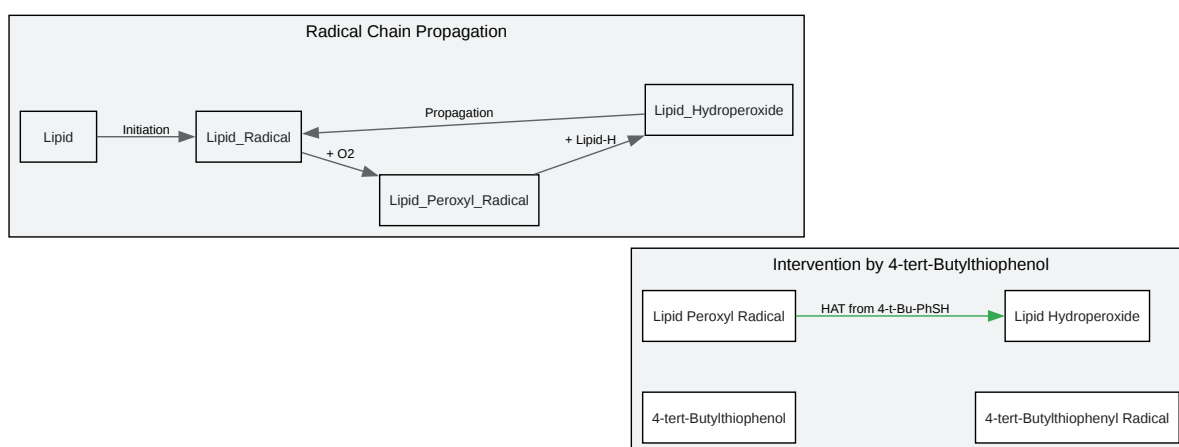 Radical Chain Propagation
Lipid
Initiation
Lipid_Radical
+ O2
Lipid_Peroxyl_Radical
+ Lipid-H
Lipid_Hydroperoxide
Propagation
Intervention by 4-tert-Butylthiophenol
Lipid Peroxyl Radical
HAT from 4-t-Bu-PhSH
Lipid Hydroperoxide
4-tert-Butylthiophenol
4-tert-Butylthiophenyl Radical